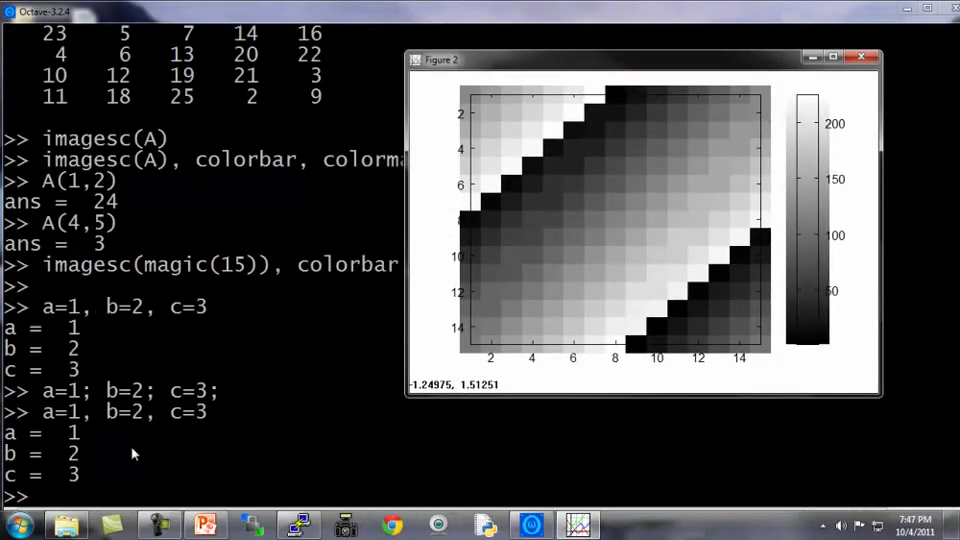 Octave-3.2.4
23 5 7 14 16
4 6 13 20 22
10 12 19 21 3
11 18 25 2 9
>> imagesc(A)
>> imagesc(A), colorbar, colorma
>> A(1,2)
ans = 24
>> A(4,5)
ans = 3
>> imagesc(magic(15)), colorbar
>>
>> a=1, b=2, c=3
a = 1
b = 2
c = 3
>> a=1; b=2; c=3;
>> a=1, b=2, c=3
a = 1
b = 2
c = 3
>>
Figure 2
2
4
6
8
10
12
14
2 4 6 8 10 12 14
200
150
100
50
-1.24975, 1.51251
7:47 PM
10/4/2011